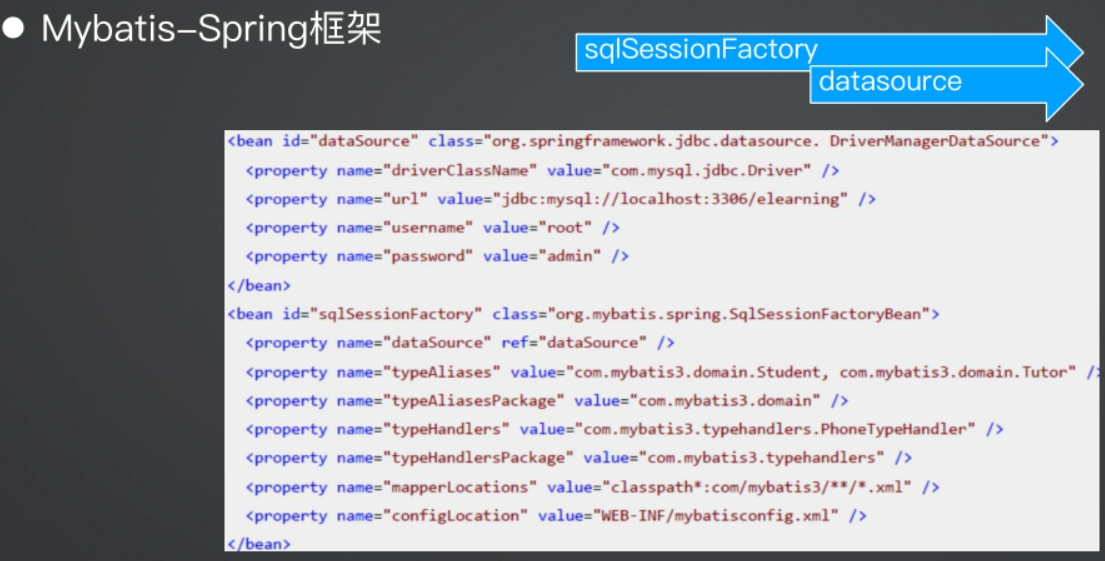 ● Mybatis-Spring框架
sqlSessionFactory
datasource
<bean id="dataSource" class="org.springframework.jdbc.datasource. DriverManagerDataSource">
<property name="driverClassName" value="com.mysql.jdbc.Driver" />
<property name="url" value="jdbc:mysql://localhost:3306/elearning" />
<property name="username" value="root" />
<property name="password" value="admin" />
</bean>
<bean id="sqlSessionFactory" class="org.mybatis.spring.SqlSessionFactoryBean">
<property name="dataSource" ref="dataSource" />
<property name="typeAliases" value="com.mybatis3.domain.Student, com.mybatis3.domain.Tutor" />
<property name="typeAliasesPackage" value="com.mybatis3.domain" />
<property name="typeHandlers" value="com.mybatis3.typehandlers.PhoneTypeHandler" />
<property name="typeHandlersPackage" value="com.mybatis3.typehandlers" />
<property name="mapperLocations" value="classpath*:com/mybatis3/**/*.xml" />
<property name="configLocation" value="WEB-INF/mybatisconfig.xml" />
</bean>